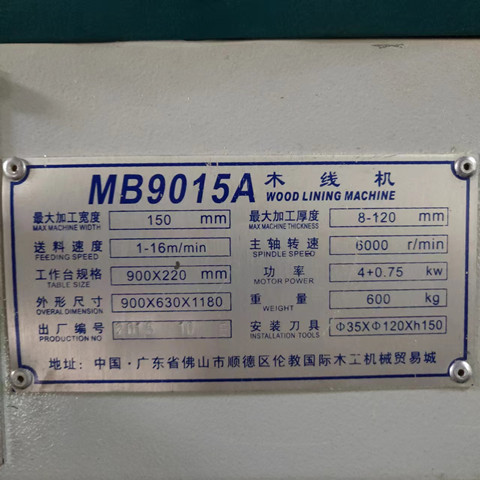 MB9015A 木线机
WOOD LINING MACHINE
最大加工宽度 150 mm 最大加工厚度 8-120 mm
MAX MACHINE WIDTH MAX MACHINE THICKNESS
送料速度 1-16m/min 主轴转速 6000 r/min
FEEDING SPEED SPINDLE SPEED
工作台规格 900X220 mm 功率 4+0.75 kw
TABLE SIZE MOTOR POWER
外形尺寸 900X630X1180 重量 600 kg
OVERAL DIMENSION WEIGHT
出厂编号 安装刀具 Φ35XΦ120Xh150
PRODUCTION NO INSTALLATION TOOLS
地址: 中国·广东省佛山市顺德区伦教国际木工机械贸易城